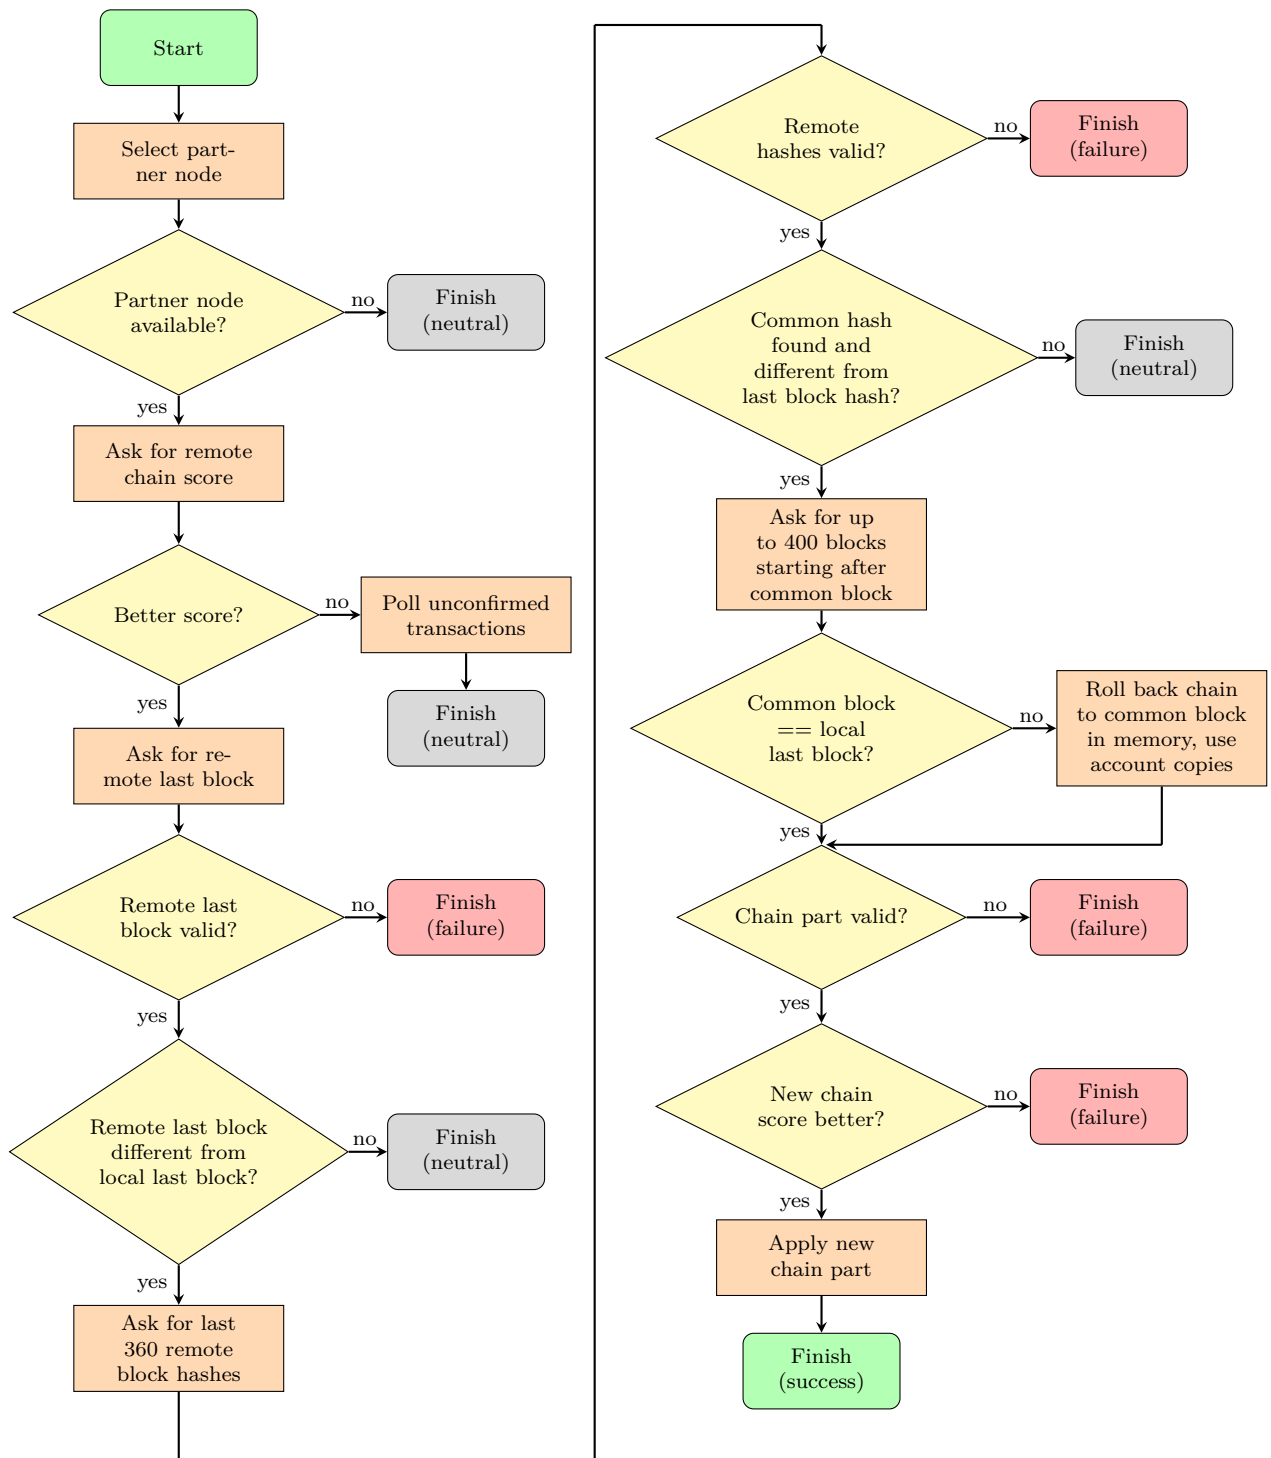 Start
Select part-
ner node
Partner node
available?
no
Finish
(neutral)
yes
Ask for remote
chain score
Better score?
no
Poll unconfirmed
transactions
Finish
(neutral)
yes
Ask for re-
mote last block
Remote last
block valid?
no
Finish
(failure)
yes
Remote last block
different from
local last block?
no
Finish
(neutral)
yes
Ask for last
360 remote
block hashes
Remote
hashes valid?
no
Finish
(failure)
yes
Common hash
found and
different from
last block hash?
no
Finish
(neutral)
yes
Ask for up
to 400 blocks
starting after
common block
Common block
== local
last block?
no
Roll back chain
to common block
in memory, use
account copies
yes
Chain part valid?
no
Finish
(failure)
yes
New chain
score better?
no
Finish
(failure)
yes
Apply new
chain part
Finish
(success)